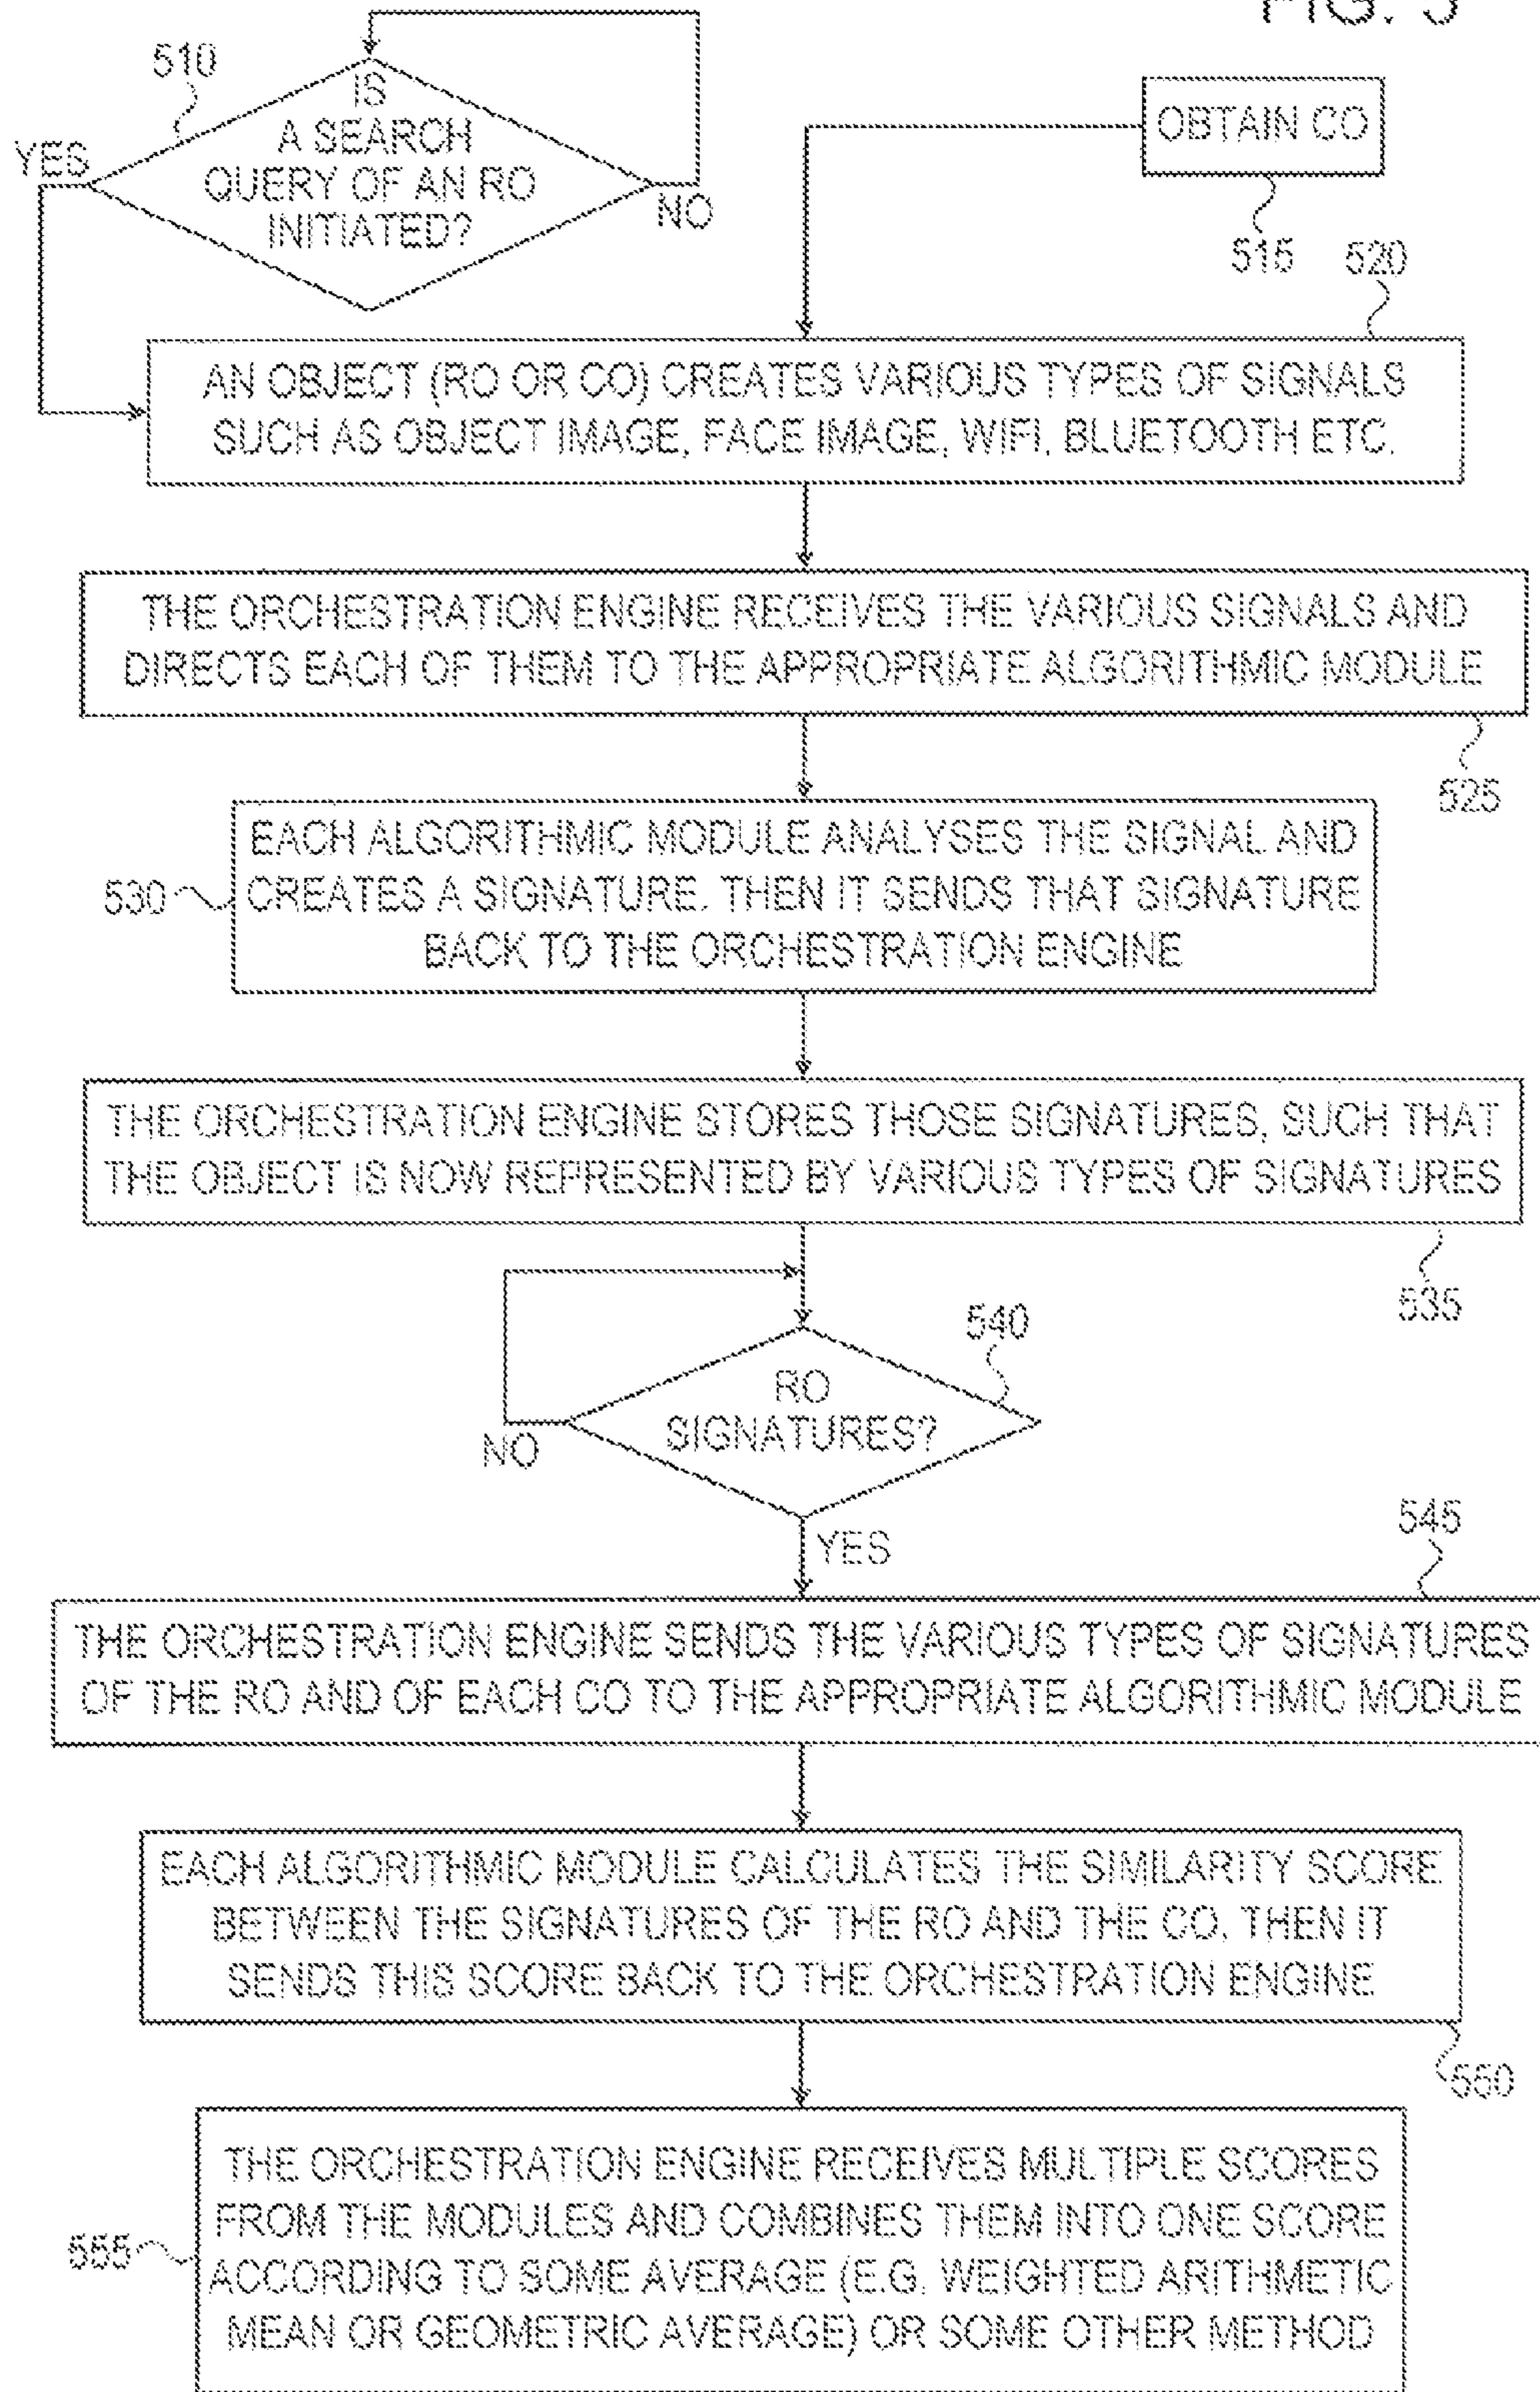 FIG. 5
510
IS
A SEARCH
QUERY OF AN RO
INITIATED?
YES
NO
OBTAIN CO
515
520
AN OBJECT (RO OR CO) CREATES VARIOUS TYPES OF SIGNALS
SUCH AS OBJECT IMAGE, FACE IMAGE, WIFI, BLUETOOTH ETC.
THE ORCHESTRATION ENGINE RECEIVES THE VARIOUS SIGNALS AND
DIRECTS EACH OF THEM TO THE APPROPRIATE ALGORITHMIC MODULE
525
530
EACH ALGORITHMIC MODULE ANALYSES THE SIGNAL AND
CREATES A SIGNATURE. THEN IT SENDS THAT SIGNATURE
BACK TO THE ORCHESTRATION ENGINE
THE ORCHESTRATION ENGINE STORES THOSE SIGNATURES, SUCH THAT
THE OBJECT IS NOW REPRESENTED BY VARIOUS TYPES OF SIGNATURES
535
540
RO
SIGNATURES?
NO
YES
545
THE ORCHESTRATION ENGINE SENDS THE VARIOUS TYPES OF SIGNATURES
OF THE RO AND OF EACH CO TO THE APPROPRIATE ALGORITHMIC MODULE
EACH ALGORITHMIC MODULE CALCULATES THE SIMILARITY SCORE
BETWEEN THE SIGNATURES OF THE RO AND THE CO. THEN IT
SENDS THIS SCORE BACK TO THE ORCHESTRATION ENGINE
550
555
THE ORCHESTRATION ENGINE RECEIVES MULTIPLE SCORES
FROM THE MODULES AND COMBINES THEM INTO ONE SCORE
ACCORDING TO SOME AVERAGE (E.G. WEIGHTED ARITHMETIC
MEAN OR GEOMETRIC AVERAGE) OR SOME OTHER METHOD